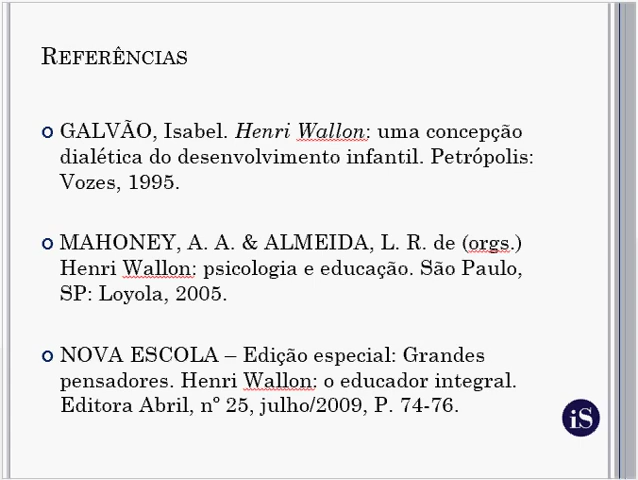 REFERÊNCIAS
GALVÃO, Isabel. Henri Wallon: uma concepção
dialética do desenvolvimento infantil. Petrópolis:
Vozes, 1995.
MAHONEY, A. A. & ALMEIDA, L. R. de (orgs.)
Henri Wallon: psicologia e educação. São Paulo,
SP: Loyola, 2005.
NOVA ESCOLA – Edição especial: Grandes
pensadores. Henri Wallon: o educador integral.
Editora Abril, nº 25, julho/2009, P. 74-76.
iS